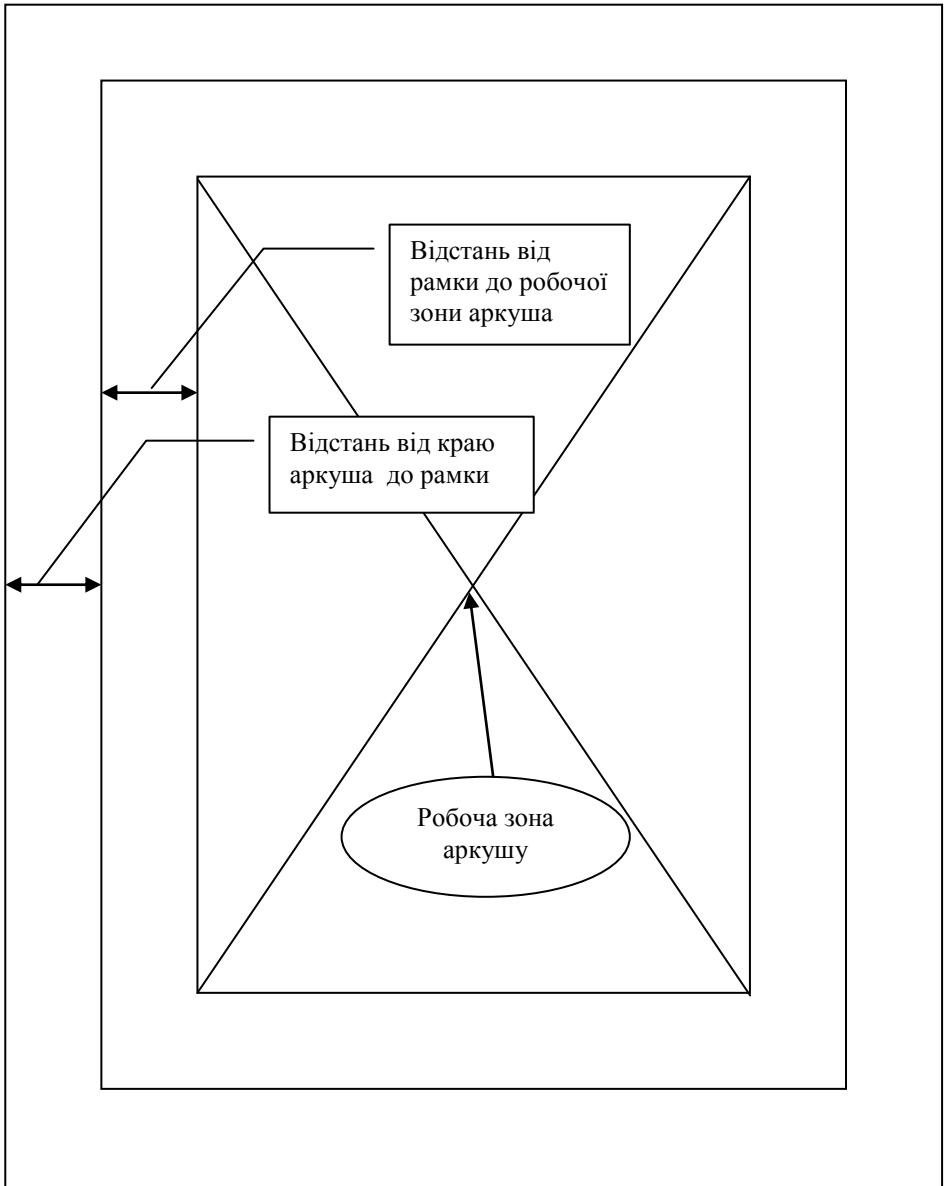 Відстань від
рамки до робочої
зони аркуша
Відстань від краю
аркуша до рамки
Робоча зона
аркушу